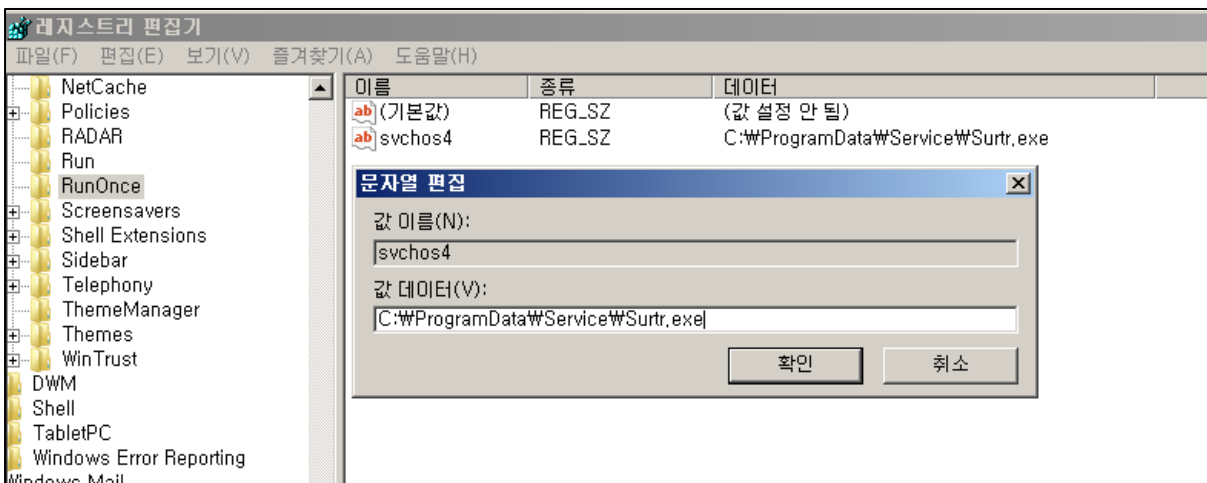 레지스트리 편집기
파일(F) 편집(E) 보기(V) 즐겨찾기(A) 도움말(H)
NetCache
Policies
RADAR
Run
RunOnce
Screensavers
Shell Extensions
Sidebar
Telephony
ThemeManager
Themes
WinTrust
DWM
Shell
TabletPC
Windows Error Reporting
Windows Mail
이름 종류 데이터
(기본값) REG_SZ (값 설정 안 됨)
svchos4 REG_SZ C:₩ProgramData₩Service₩Surtr.exe
문자열 편집
값 이름(N):
svchos4
값 데이터(V):
C:₩ProgramData₩Service₩Surtr.exe
확인 취소